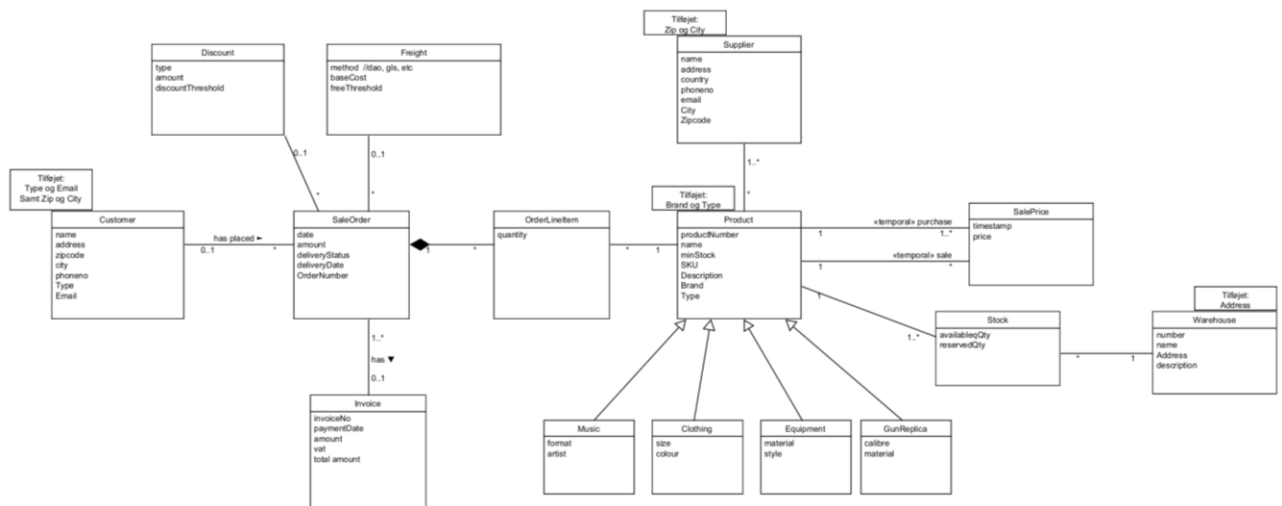 Tilføjet:
Zip og City
Supplier
name
address
country
phoneno
email
City
Zipcode
Discount
type
amount
discountThreshold
Freight
method //dao, gls, etc
baseCost
freeThreshold
0..1
0..1
*
*
1..*
*
Tilføjet:
Type og Email
Samt Zip og City
Customer
name
address
zipcode
city
phoneno
Type
Email
has placed ►
0..1
*
SaleOrder
date
amount
deliveryStatus
deliveryDate
OrderNumber
1
*
OrderLineItem
quantity
*
1
Tilføjet:
Brand og Type
Product
productNumber
name
minStock
SKU
Description
Brand
Type
«temporal» purchase
1
1..*
«temporal» sale
1
*
SalePrice
timestamp
price
1
1..*
Stock
availableqQty
reservedQty
*
1
Tilføjet:
Address
Warehouse
number
name
Address
description
1..*
has ▼
0..1
Invoice
invoiceNo
paymentDate
amount
vat
total amount
Music
format
artist
Clothing
size
colour
Equipment
material
style
GunReplica
calibre
material